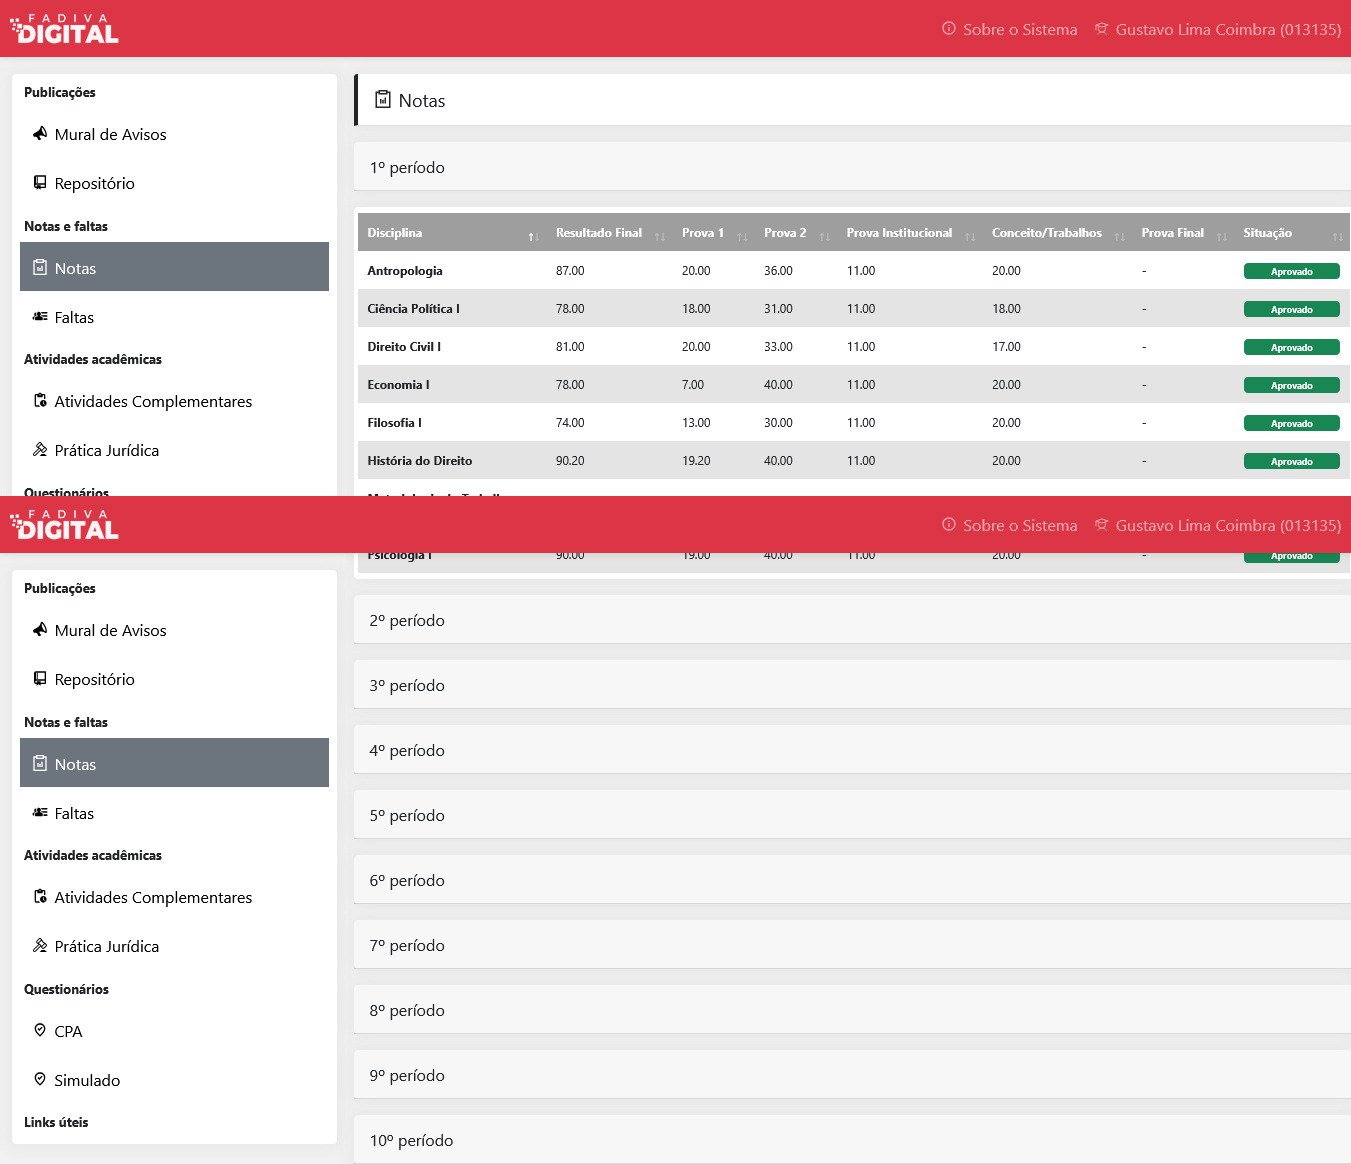 FADIVA
DIGITAL
Sobre o Sistema
Gustavo Lima Coimbra (013135)
Publicações
Mural de Avisos
Repositório
Notas e faltas
Notas
Faltas
Atividades acadêmicas
Atividades Complementares
Prática Jurídica
Questionários
Notas
1º período
Disciplina Resultado Final Prova 1 Prova 2 Prova Institucional Conceito/Trabalhos Prova Final Situação
Antropologia 87.00 20.00 36.00 11.00 20.00 - Aprovado
Ciência Política I 78.00 18.00 31.00 11.00 18.00 - Aprovado
Direito Civil I 81.00 20.00 33.00 11.00 17.00 - Aprovado
Economia I 78.00 7.00 40.00 11.00 20.00 - Aprovado
Filosofia I 74.00 13.00 30.00 11.00 20.00 - Aprovado
História do Direito 90.20 19.20 40.00 11.00 20.00 - Aprovado
FADIVA
DIGITAL
Sobre o Sistema
Gustavo Lima Coimbra (013135)
Psicologia I 90.00 19.00 40.00 11.00 20.00 - Aprovado
Publicações
Mural de Avisos
Repositório
Notas e faltas
Notas
Faltas
Atividades acadêmicas
Atividades Complementares
Prática Jurídica
Questionários
CPA
Simulado
Links úteis
2º período
3º período
4º período
5º período
6º período
7º período
8º período
9º período
10º período